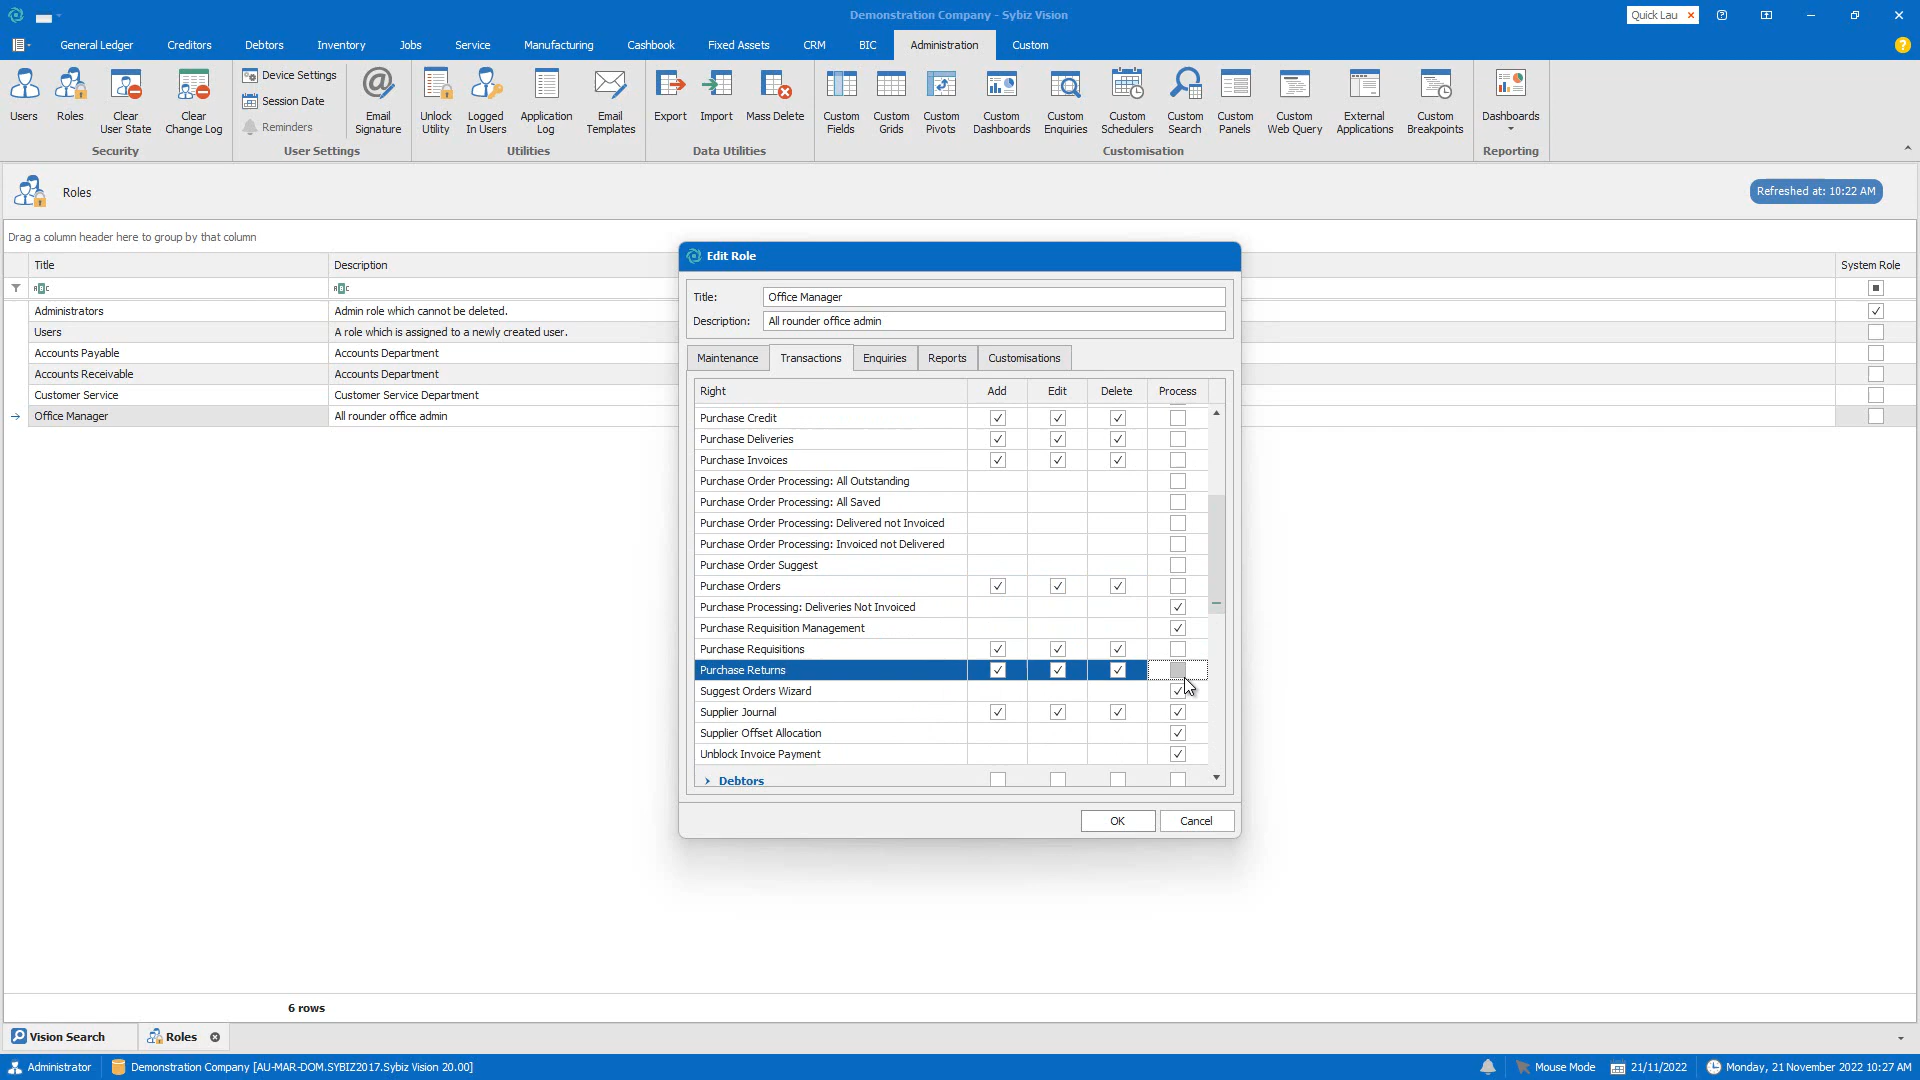 Demonstration Company - Sybiz Vision
Quick Lau
General Ledger
Creditors
Debtors
Inventory
Jobs
Service
Manufacturing
Cashbook
Fixed Assets
CRM
BIC
Administration
Custom
Users
Roles
Clear
User State
Clear
Change Log
Security
Device Settings
Session Date
Reminders
Email
Signature
User Settings
Unlock
Utility
Logged
In Users
Application
Log
Email
Templates
Utilities
Export
Import
Mass Delete
Data Utilities
Custom
Fields
Custom
Grids
Custom
Pivots
Custom
Dashboards
Custom
Enquiries
Custom
Schedulers
Custom
Search
Custom
Panels
Custom
Web Query
External
Applications
Custom
Breakpoints
Customisation
Dashboards
Reporting
Roles
Refreshed at: 10:22 AM
Drag a column header here to group by that column
Title Description System Role
Administrators Admin role which cannot be deleted.
Users A role which is assigned to a newly created user.
Accounts Payable Accounts Department
Accounts Receivable Accounts Department
Customer Service Customer Service Department
Office Manager All rounder office admin
Edit Role
Title: Office Manager
Description: All rounder office admin
Maintenance Transactions Enquiries Reports Customisations
Right Add Edit Delete Process
Purchase Credit
Purchase Deliveries
Purchase Invoices
Purchase Order Processing: All Outstanding
Purchase Order Processing: All Saved
Purchase Order Processing: Delivered not Invoiced
Purchase Order Processing: Invoiced not Delivered
Purchase Order Suggest
Purchase Orders
Purchase Processing: Deliveries Not Invoiced
Purchase Requisition Management
Purchase Requisitions
Purchase Returns
Suggest Orders Wizard
Supplier Journal
Supplier Offset Allocation
Unblock Invoice Payment
Debtors
OK Cancel
6 rows
Vision Search Roles
Administrator Demonstration Company [AU-MAR-DOM.SYBIZ2017.Sybiz Vision 20.00] Mouse Mode 21/11/2022 Monday, 21 November 2022 10:27 AM